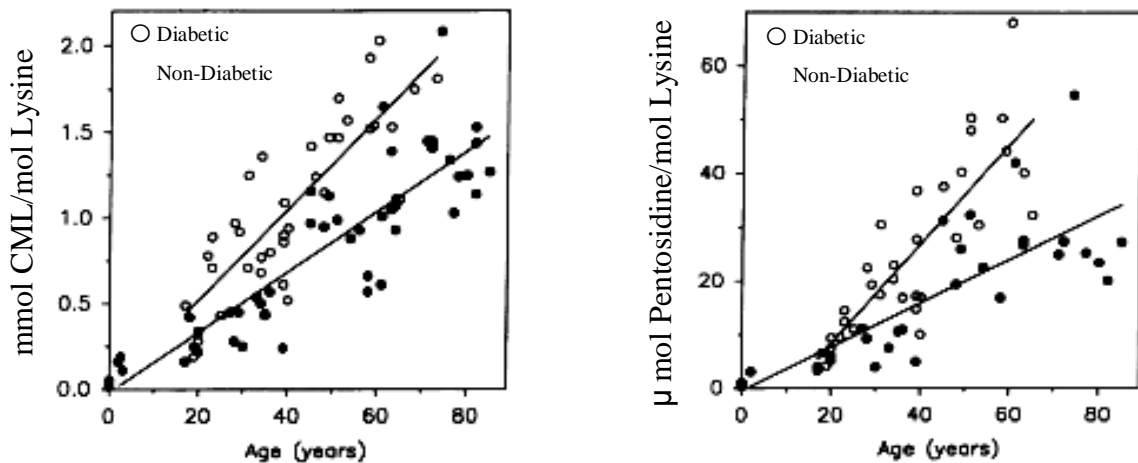 mmol CML/mol Lysine
2.0
1.5
1.0
0.5
0.0
Diabetic
Non-Diabetic
0 20 40 60 80
Age (years)
µ mol Pentosidine/mol Lysine
60
40
20
0
Diabetic
Non-Diabetic
0 20 40 60 80
Age (years)